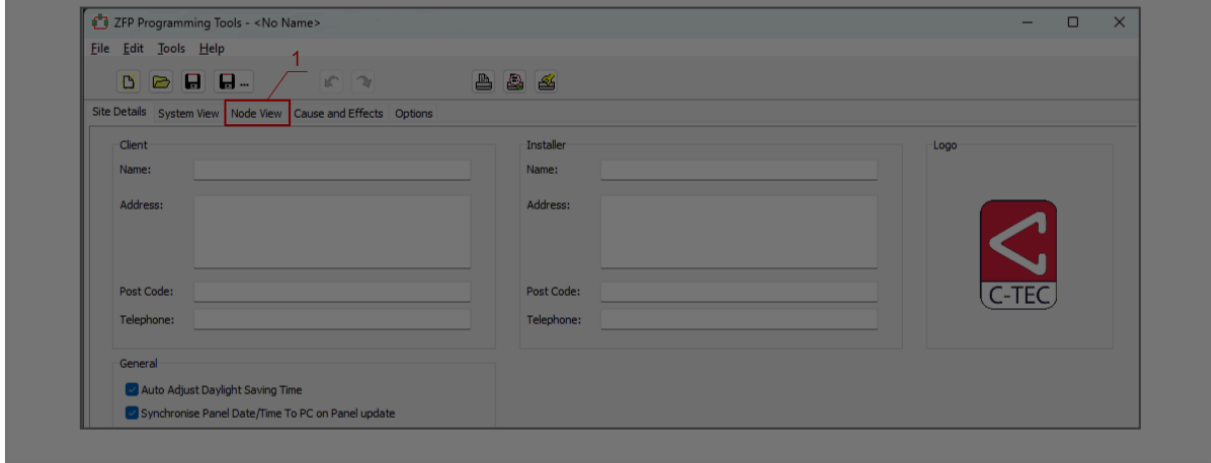 ZFP Programming Tools - <No Name>
File Edit Tools Help
1
...
Site Details System View Node View Cause and Effects Options
Client Installer Logo
Name: Name:
Address: Address:
C-TEC
Post Code: Post Code:
Telephone: Telephone:
General
Auto Adjust Daylight Saving Time
Synchronise Panel Date/Time To PC on Panel update